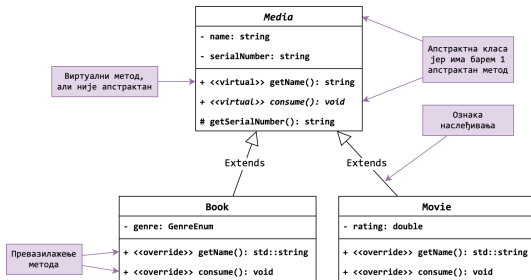 Media
- name: string
- serialNumber: string
+ <<virtual>> getName(): string
+ <<virtual>> consume(): void
# getSerialNumber(): string
Виртуални метод,
али није апстрактан
Апстрактна класа
јер има барем 1
апстрактан метод
Ознака
наслеђивања
Extends
Extends
Book
- genre: GenreEnum
+ <<override>> getName(): std::string
+ <<override>> consume(): void
Превазилажење
метода
Movie
- rating: double
+ <<override>> getName(): std::string
+ <<override>> consume(): void